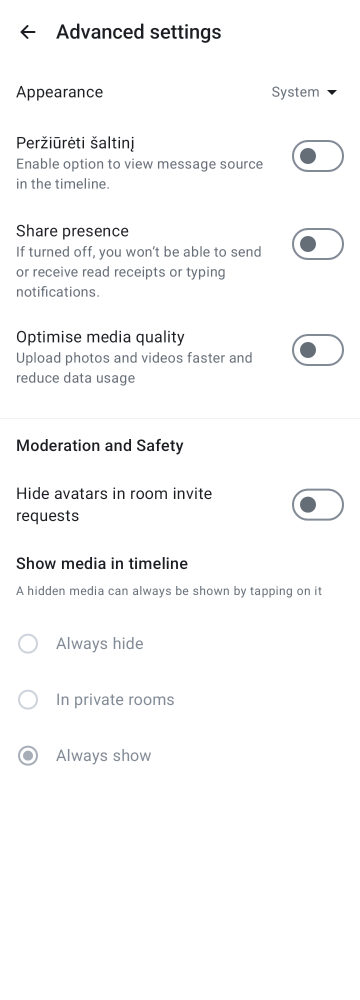 Advanced settings
Appearance
System
Peržiūrėti šaltinį
Enable option to view message source
in the timeline.
Share presence
If turned off, you won’t be able to send
or receive read receipts or typing
notifications.
Optimise media quality
Upload photos and videos faster and
reduce data usage
Moderation and Safety
Hide avatars in room invite
requests
Show media in timeline
A hidden media can always be shown by tapping on it
Always hide
In private rooms
Always show